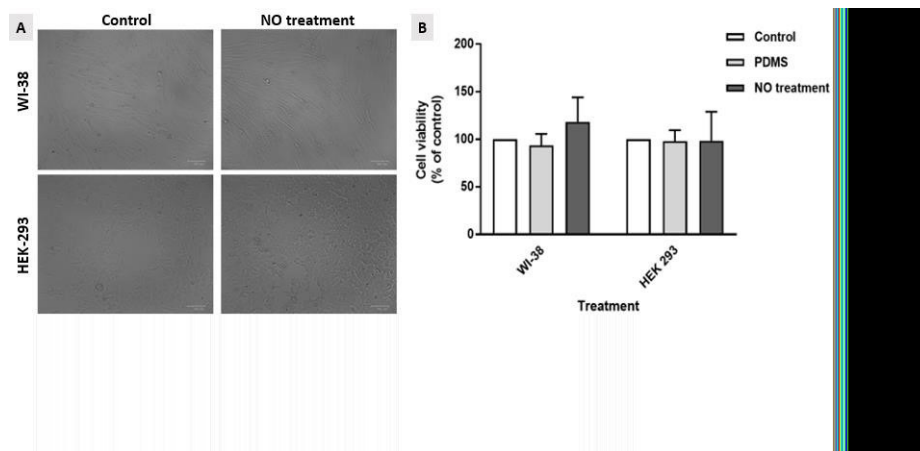 A
Control
NO treatment
WI-38
HEK-293
B
Control
PDMS
NO treatment
Cell viability
(% of control)
200
150
100
50
0
WI-38
HEK 293
Treatment